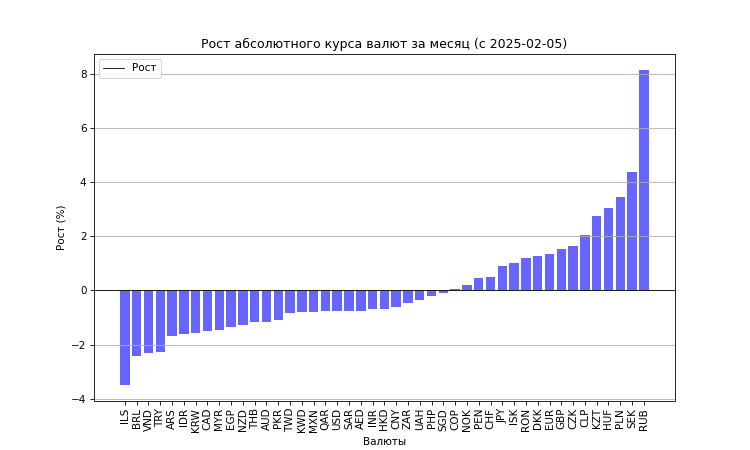 Рост абсолютного курса валют за месяц (с 2025-02-05)
Рост
Рост (%)
8
6
4
2
0
−2
−4
ILS
BRL
VND
TRY
ARS
IDR
KRW
CAD
MYR
EGP
NZD
THB
AUD
PKR
TWD
KWD
MXN
QAR
USD
SAR
AED
INR
HKD
CNY
ZAR
UAH
PHP
SGD
COP
NOK
PEN
CHF
JPY
ISK
RON
DKK
EUR
GBP
CZK
CLP
KZT
HUF
PLN
SEK
RUB
Валюты